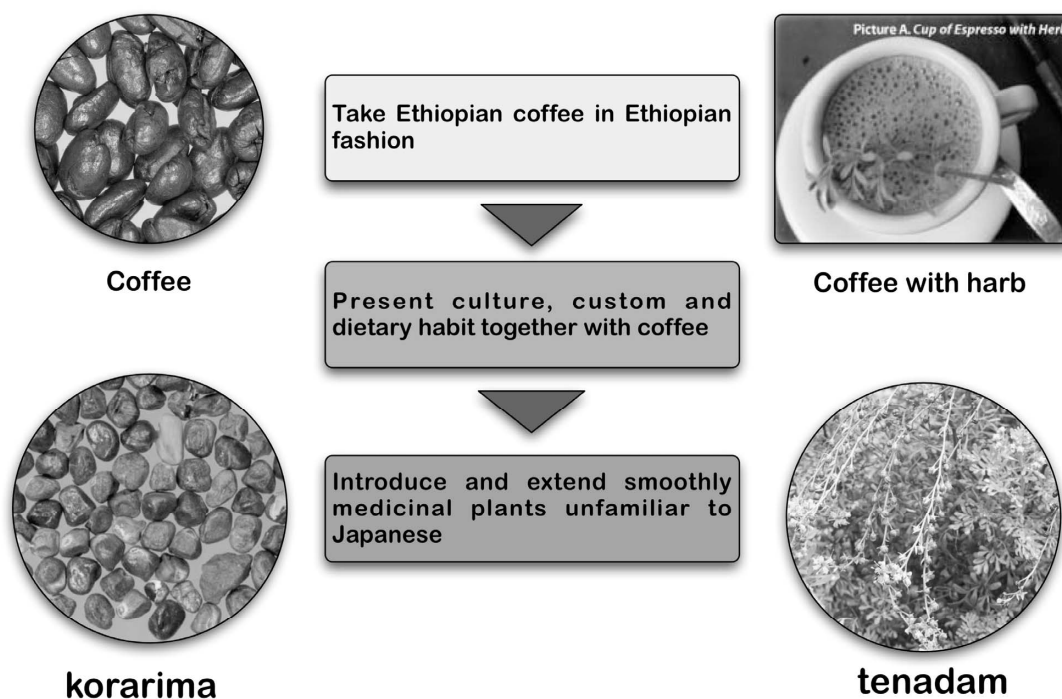 Picture A. Cup of Espresso with Her
Take Ethiopian coffee in Ethiopian
fashion
Coffee
Coffee with harb
Present culture, custom and
dietary habit together with coffee
Introduce and extend smoothly
medicinal plants unfamiliar to
Japanese
korarima
tenadam